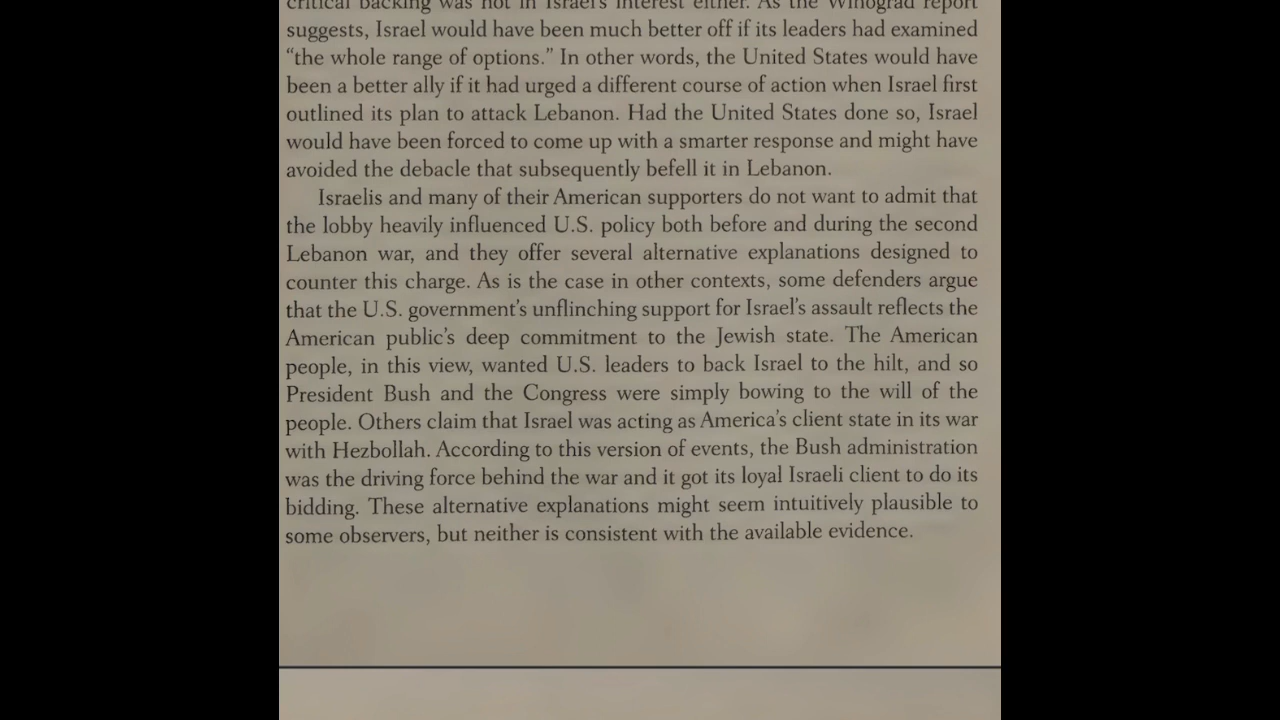 critical backing was not in Israel's interest either. As the Winograd report
suggests, Israel would have been much better off if its leaders had examined
“the whole range of options.” In other words, the United States would have
been a better ally if it had urged a different course of action when Israel first
outlined its plan to attack Lebanon. Had the United States done so, Israel
would have been forced to come up with a smarter response and might have
avoided the debacle that subsequently befell it in Lebanon.
Israelis and many of their American supporters do not want to admit that
the lobby heavily influenced U.S. policy both before and during the second
Lebanon war, and they offer several alternative explanations designed to
counter this charge. As is the case in other contexts, some defenders argue
that the U.S. government's unflinching support for Israel's assault reflects the
American public's deep commitment to the Jewish state. The American
people, in this view, wanted U.S. leaders to back Israel to the hilt, and so
President Bush and the Congress were simply bowing to the will of the
people. Others claim that Israel was acting as America's client state in its war
with Hezbollah. According to this version of events, the Bush administration
was the driving force behind the war and it got its loyal Israeli client to do its
bidding. These alternative explanations might seem intuitively plausible to
some observers, but neither is consistent with the available evidence.